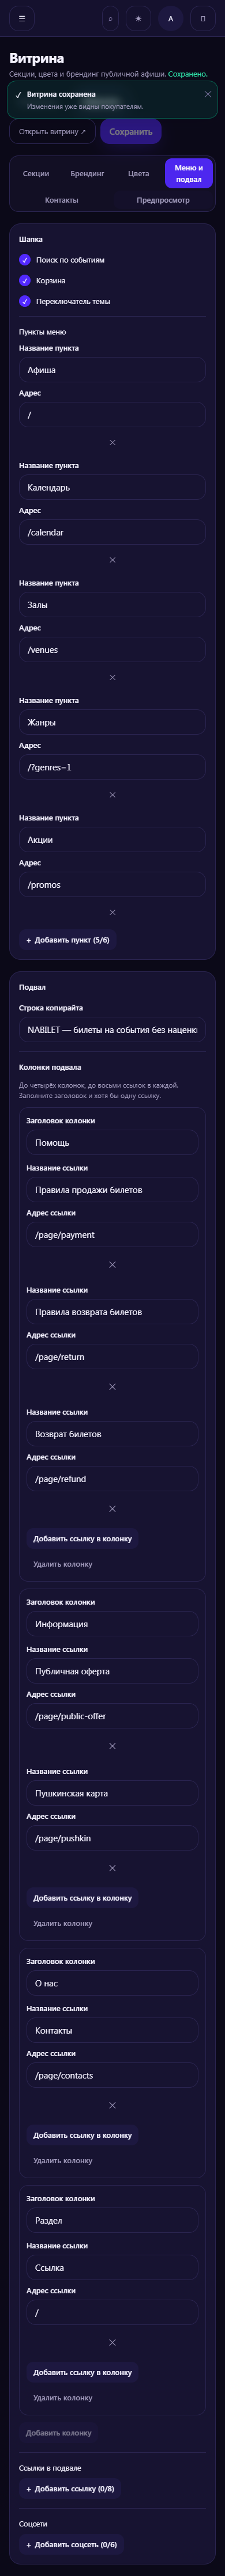 A
Витрина
Секции, цвета и брендинг публичной афиши. Сохранено.
Витрина сохранена
Изменения уже видны покупателям.
Открыть витрину ↗
Сохранить
Секции
Брендинг
Цвета
Меню и
подвал
Контакты
Предпросмотр
Шапка
Поиск по событиям
Корзина
Переключатель темы
Пункты меню
Название пункта
Афиша
Адрес
/
Название пункта
Календарь
Адрес
/calendar
Название пункта
Залы
Адрес
/venues
Название пункта
Жанры
Адрес
/?genres=1
Название пункта
Акции
Адрес
/promos
+ Добавить пункт (5/6)
Подвал
Строка копирайта
NABILET — билеты на события без наценк
Колонки подвала
До четырёх колонок, до восьми ссылок в каждой.
Заполните заголовок и хотя бы одну ссылку.
Заголовок колонки
Помощь
Название ссылки
Правила продажи билетов
Адрес ссылки
/page/payment
Название ссылки
Правила возврата билетов
Адрес ссылки
/page/return
Название ссылки
Возврат билетов
Адрес ссылки
/page/refund
Добавить ссылку в колонку
Удалить колонку
Заголовок колонки
Информация
Название ссылки
Публичная оферта
Адрес ссылки
/page/public-offer
Название ссылки
Пушкинская карта
Адрес ссылки
/page/pushkin
Добавить ссылку в колонку
Удалить колонку
Заголовок колонки
О нас
Название ссылки
Контакты
Адрес ссылки
/page/contacts
Добавить ссылку в колонку
Удалить колонку
Заголовок колонки
Раздел
Название ссылки
Ссылка
Адрес ссылки
/
Добавить ссылку в колонку
Удалить колонку
Добавить колонку
Ссылки в подвале
+ Добавить ссылку (0/8)
Соцсети
+ Добавить соцсеть (0/6)